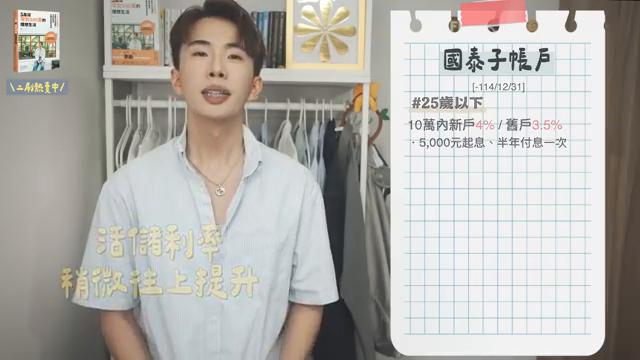 二刷熱賣中
國泰子帳戶
[-114/12/31]
#25歲以下
10萬內新戶4% / 舊戶3.5%
·5,000元起息、半年付息一次
活儲利率
稍微往上提升